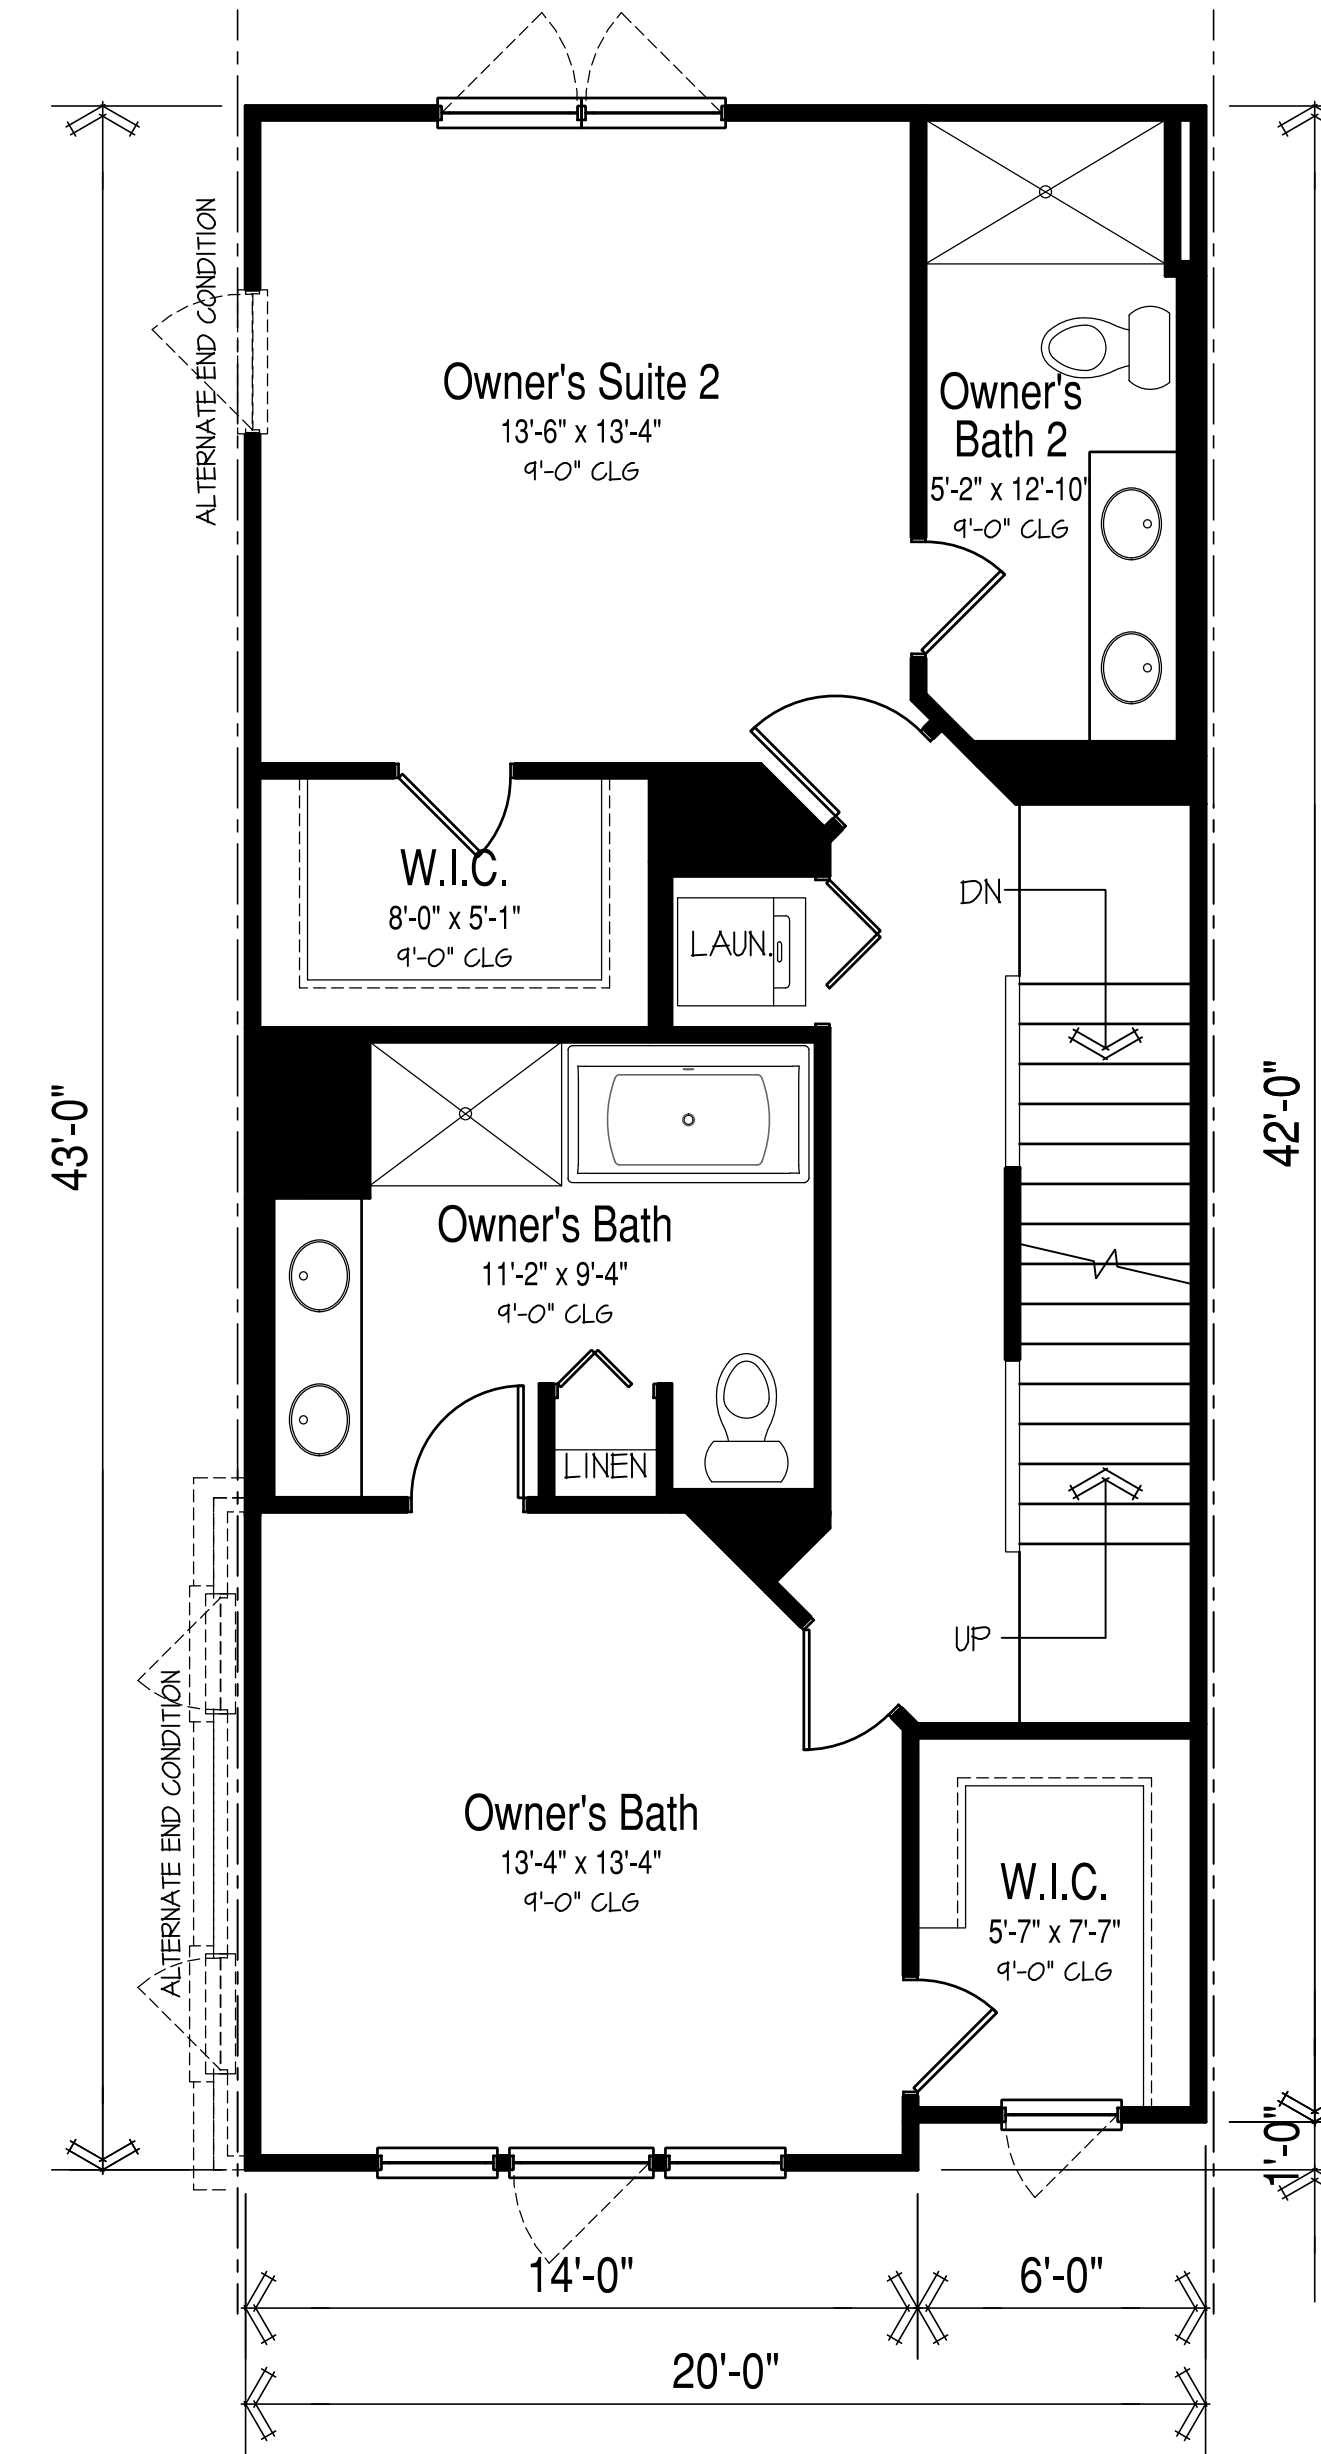 ALTERNATE END CONDITION
Owner's Suite 2
13'-6" x 13'-4"
9'-0" CLG
Owner's
Bath 2
5'-2" x 12'-10'
9'-0" CLG
W.I.C.
8'-0" x 5'-1"
9'-0" CLG
LAUN.
DN
43'-0"
42'-0"
Owner's Bath
11'-2" x 9'-4"
9'-0" CLG
LINEN
UP
ALTERNATE END CONDITION
Owner's Bath
13'-4" x 13'-4"
9'-0" CLG
W.I.C.
5'-7" x 7'-7"
9'-0" CLG
1'-0"
14'-0"
6'-0"
20'-0"